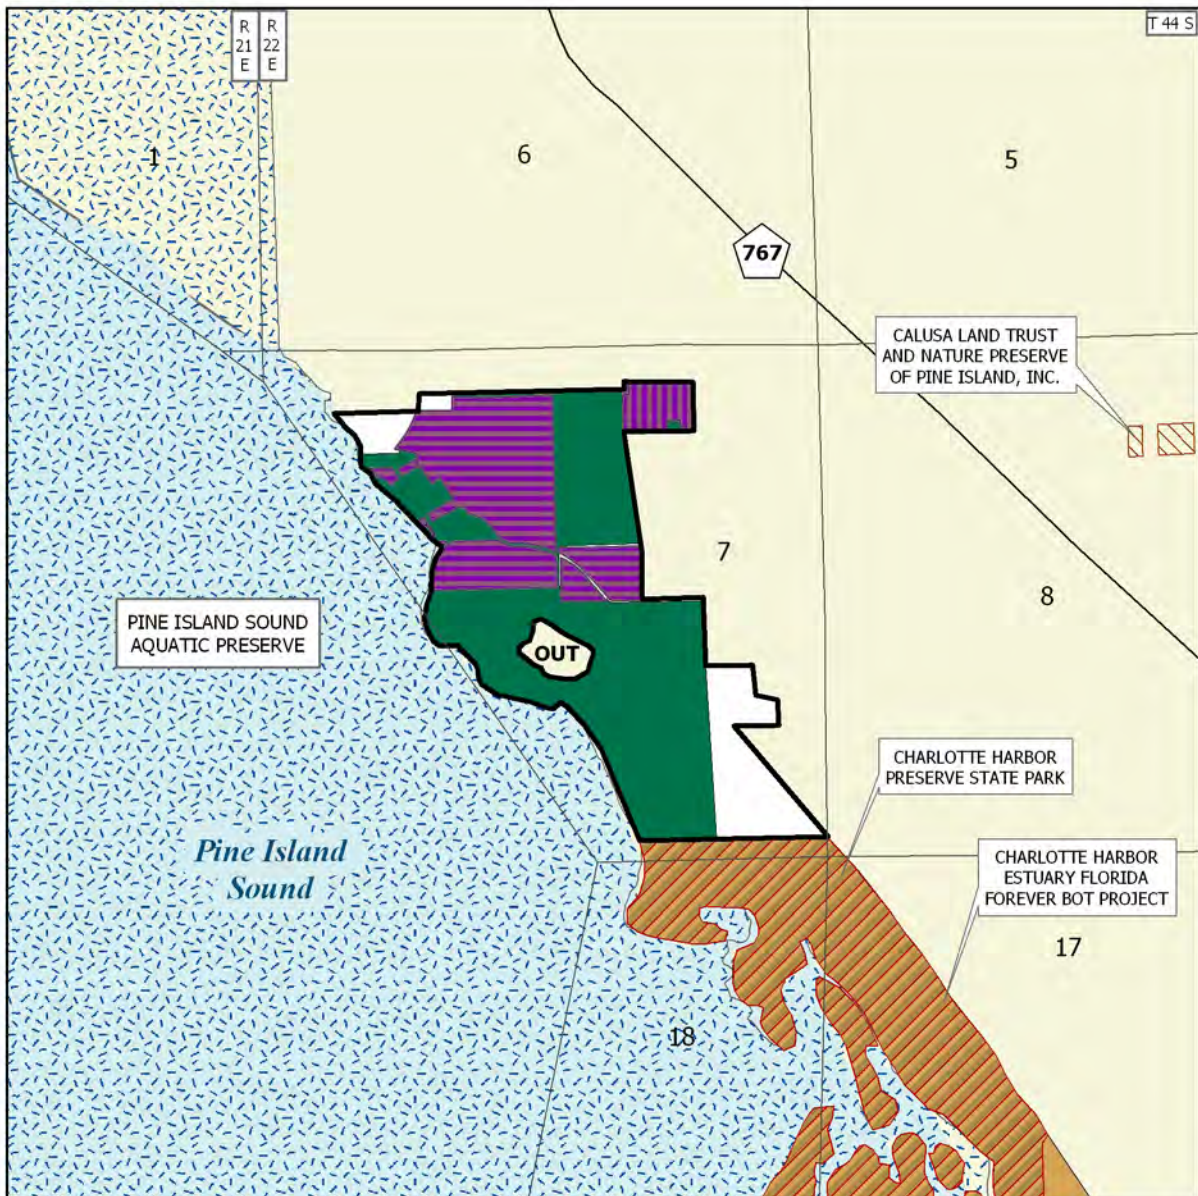 R
21
E
R
22
E
T 44 S
1
6
5
767
CALUSA LAND TRUST
AND NATURE PRESERVE
OF PINE ISLAND, INC.
7
8
PINE ISLAND SOUND
AQUATIC PRESERVE
OUT
CHARLOTTE HARBOR
PRESERVE STATE PARK
Pine Island
Sound
CHARLOTTE HARBOR
ESTUARY FLORIDA
FOREVER BOT PROJECT
17
18